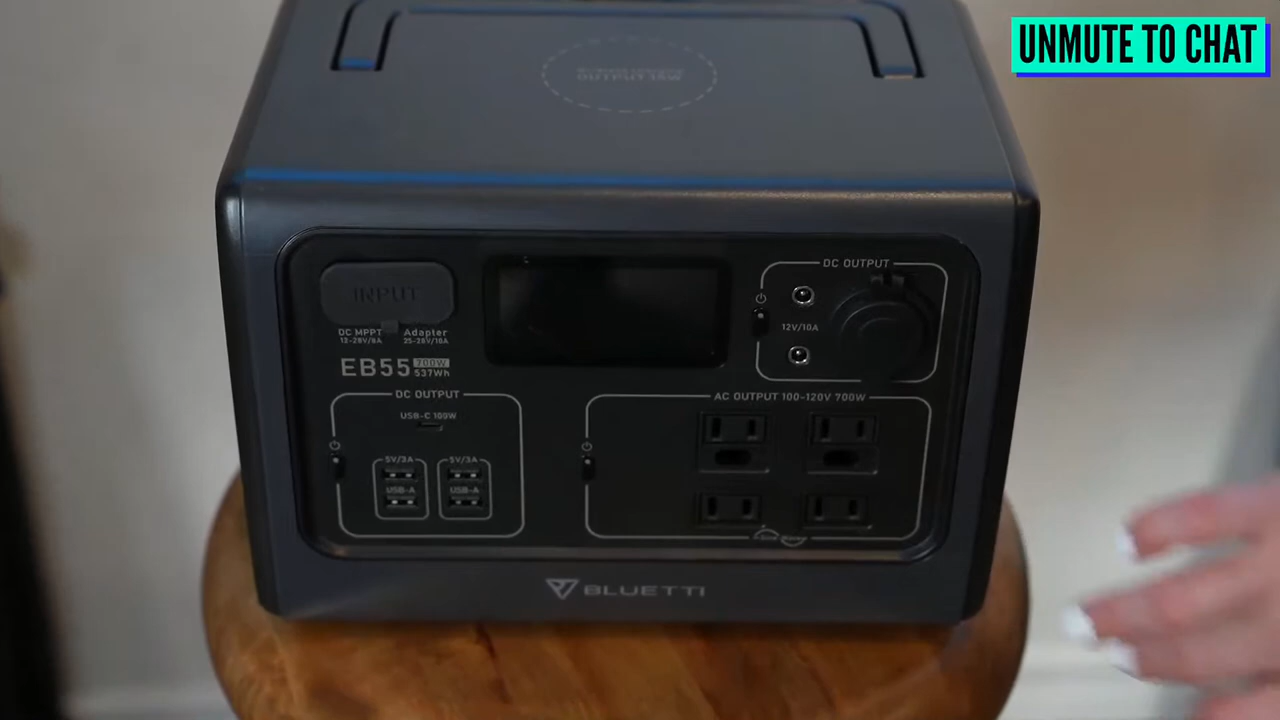 UNMUTE TO CHAT
INPUT
DC MPPT
12-28V/8A
Adapter
25-28V/10A
EB55 700W
537Wh
DC OUTPUT
12V/10A
DC OUTPUT
USB-C 100W
5V/3A
5V/3A
USB-A
USB-A
AC OUTPUT 100-120V 700W
BLUETTI